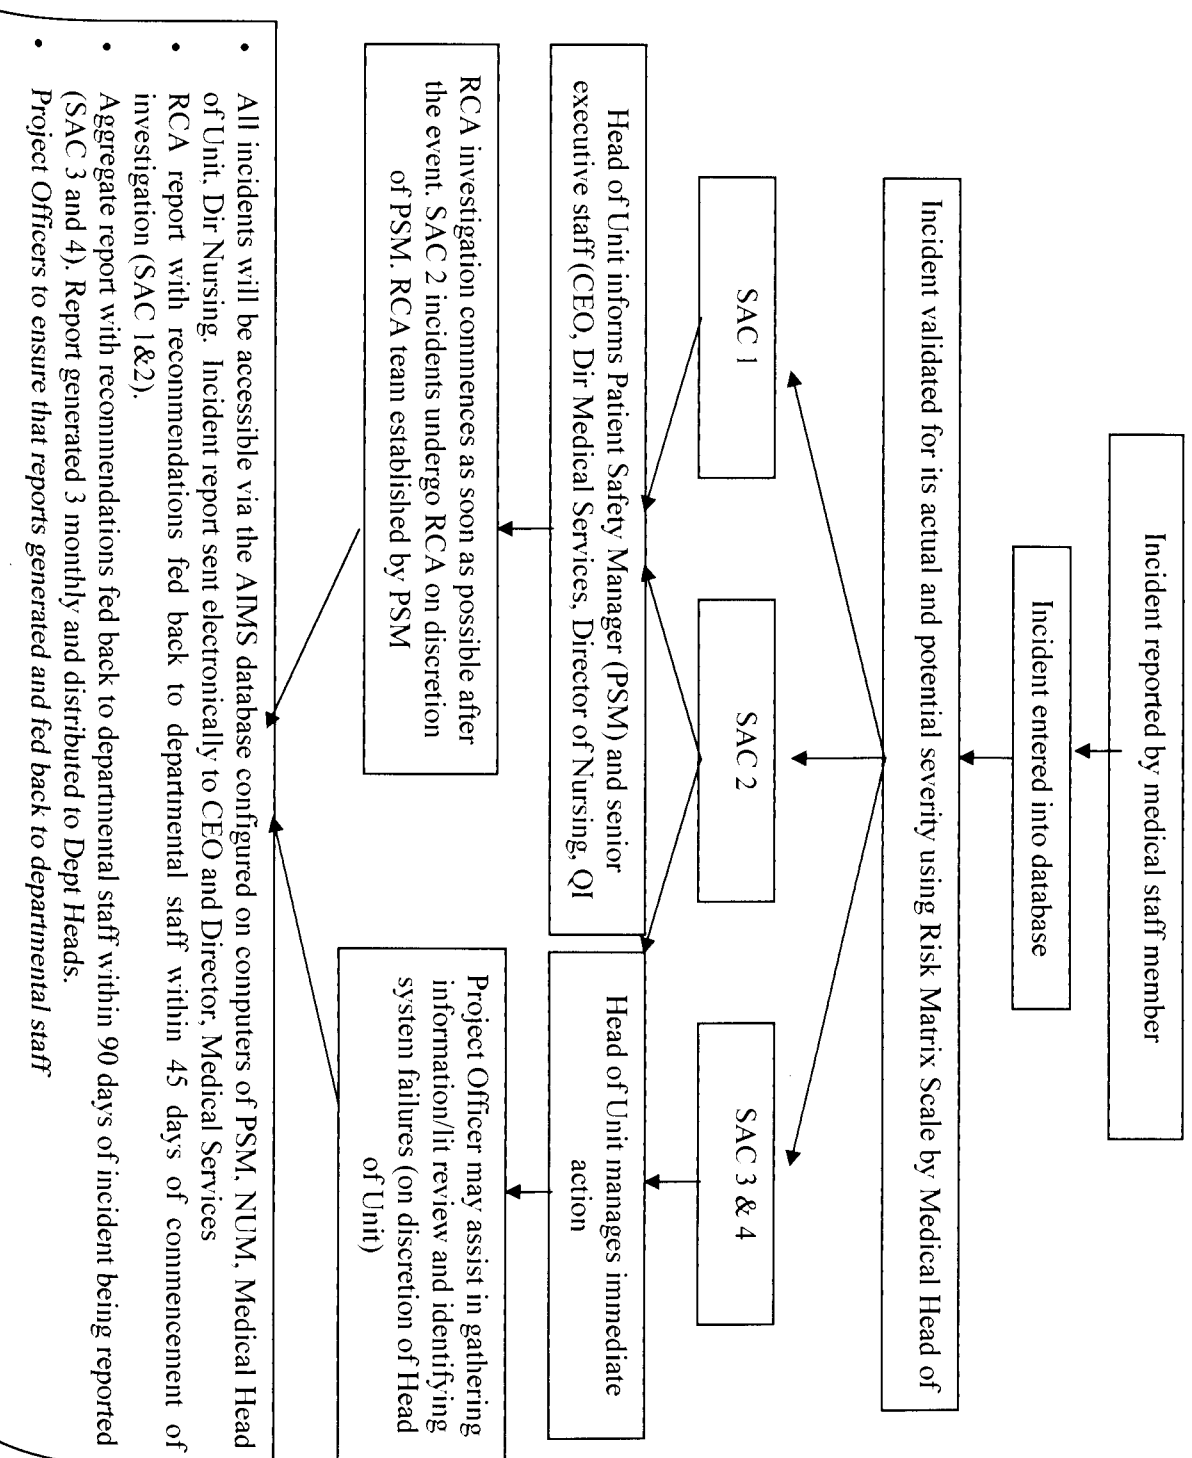 Incident reported by medical staff member
Incident entered into database
Incident validated for its actual and potential severity using Risk Matrix Scale by Medical Head of
SAC 1
SAC 2
SAC 3 & 4
Head of Unit informs Patient Safety Manager (PSM) and senior
executive staff (CEO, Dir Medical Services, Director of Nursing, QI
Head of Unit manages immediate
action
RCA investigation commences as soon as possible after
the event. SAC 2 incidents undergo RCA on discretion
of PSM. RCA team established by PSM
Project Officer may assist in gathering
information/lit review and identifying
system failures (on discretion of Head
of Unit)
• All incidents will be accessible via the AIMS database configured on computers of PSM, NUM, Medical Head
of Unit, Dir Nursing. Incident report sent electronically to CEO and Director, Medical Services
• RCA report with recommendations fed back to departmental staff within 45 days of commencement of
investigation (SAC 1&2).
• Aggregate report with recommendations fed back to departmental staff within 90 days of incident being reported
(SAC 3 and 4). Report generated 3 monthly and distributed to Dept Heads.
• Project Officers to ensure that reports generated and fed back to departmental staff